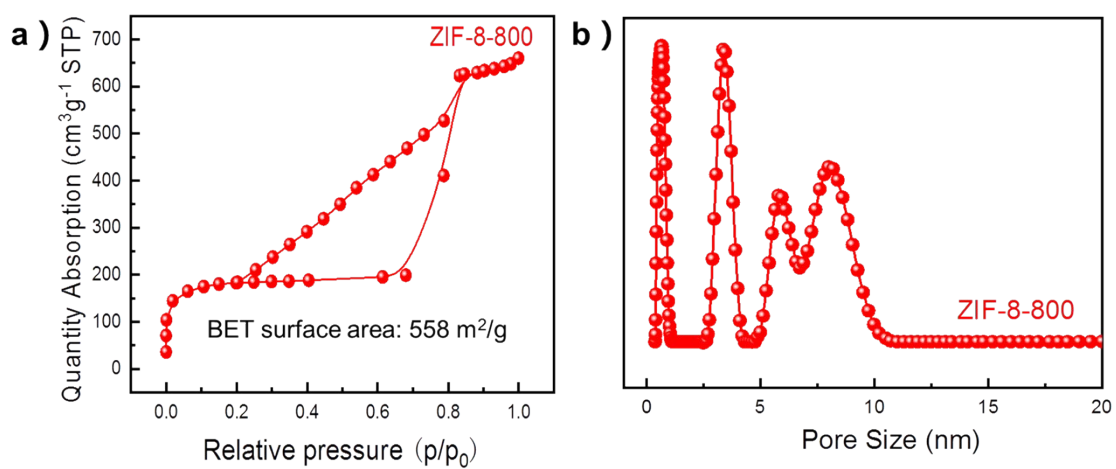 a )
ZIF-8-800
Quantity Absorption (cm³g⁻¹ STP)
700
600
500
400
300
200
100
0
BET surface area: 558 m²/g
0.0 0.2 0.4 0.6 0.8 1.0
Relative pressure (p/p₀)
b )
ZIF-8-800
0 5 10 15 20
Pore Size (nm)